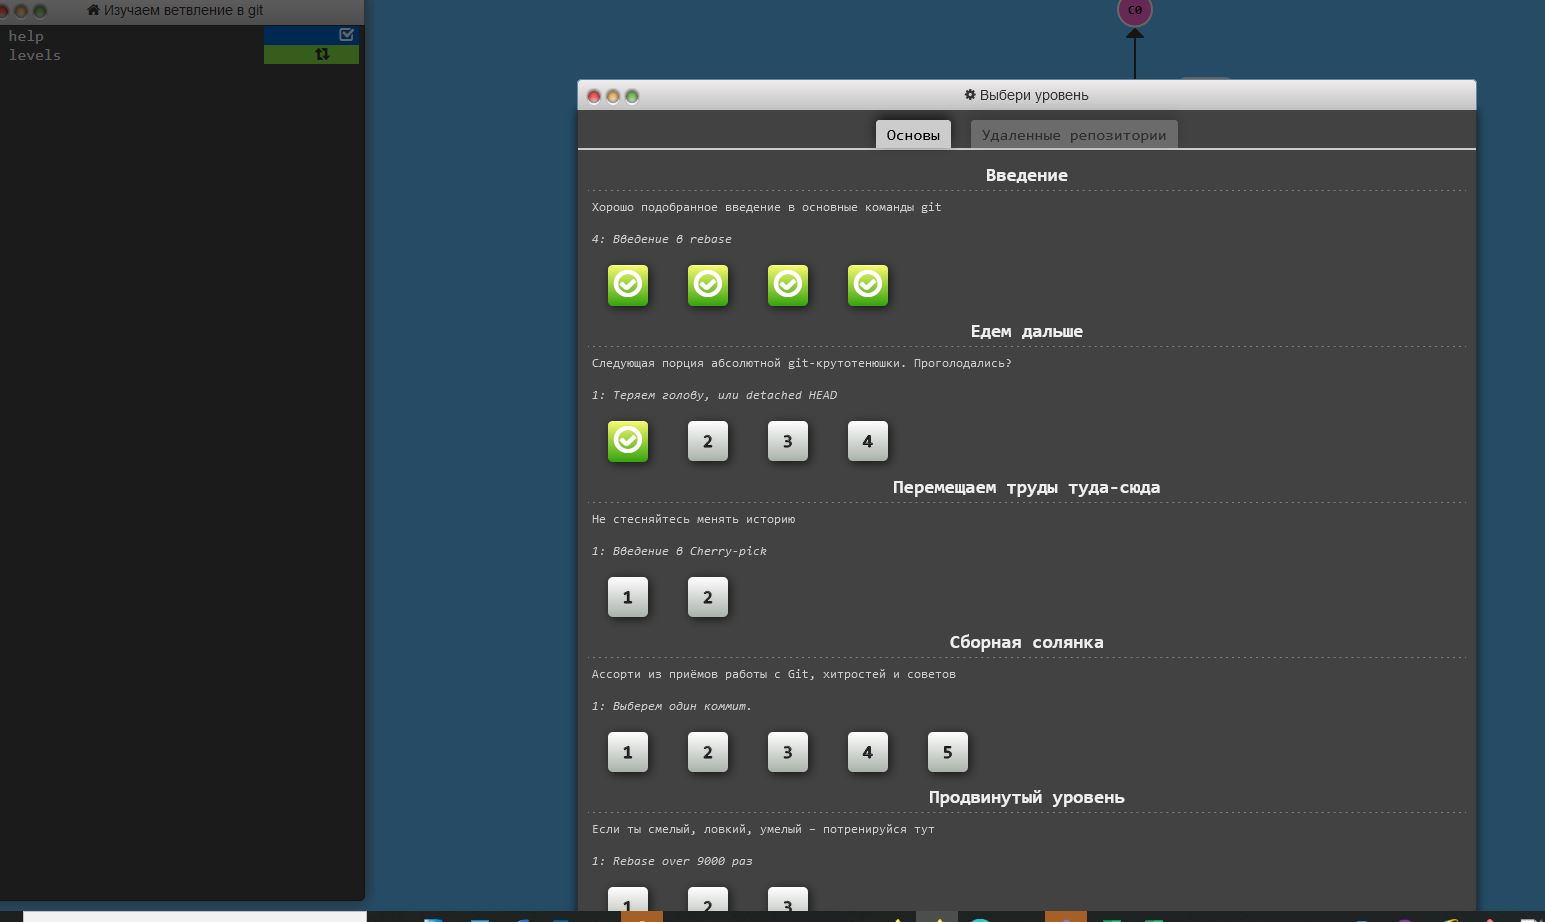 Изучаем ветвление в git
help
levels
C0
Выбери уровень
Основы
Удаленные репозитории
Введение
Хорошо подобранное введение в основные команды git
4: Введение в rebase
Едем дальше
Следующая порция абсолютной git-крутотенюшки. Проголодались?
1: Теряем голову, или detached HEAD
2 3 4
Перемещаем труды туда-сюда
Не стесняйтесь менять историю
1: Введение в Cherry-pick
1 2
Сборная солянка
Ассорти из приёмов работы с Git, хитростей и советов
1: Выберем один коммит.
1 2 3 4 5
Продвинутый уровень
Если ты смелый, ловкий, умелый – потренируйся тут
1: Rebase over 9000 раз
1 2 3